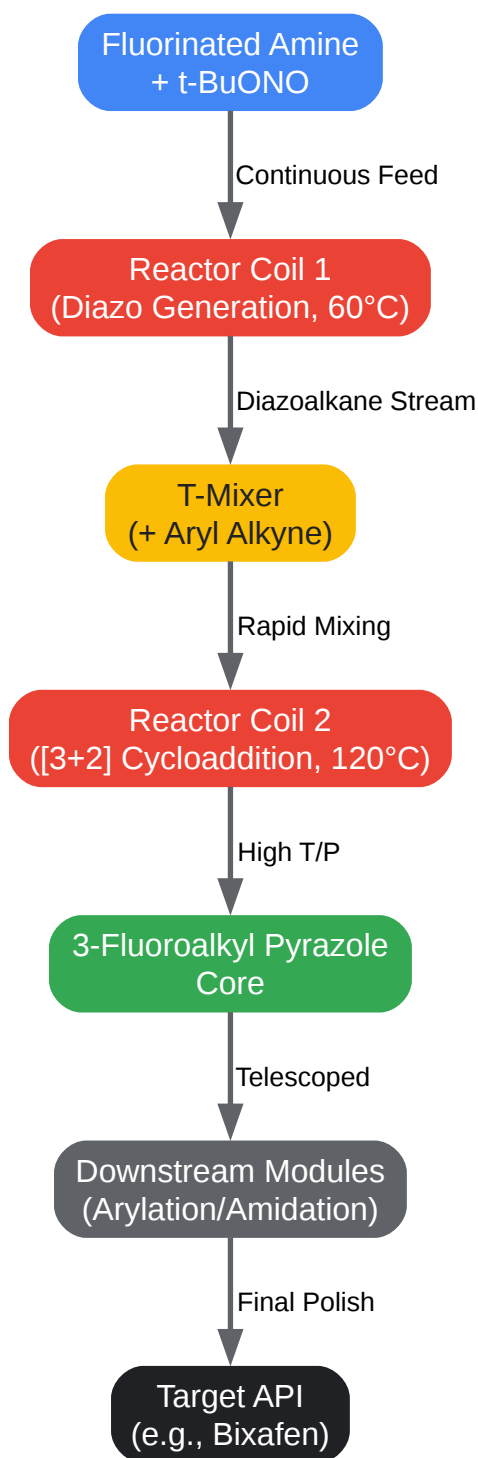 Fluorinated Amine
+ t-BuONO
Continuous Feed
Reactor Coil 1
(Diazo Generation, 60°C)
Diazoalkane Stream
T-Mixer
(+ Aryl Alkyne)
Rapid Mixing
Reactor Coil 2
([3+2] Cycloaddition, 120°C)
High T/P
3-Fluoroalkyl Pyrazole
Core
Telescoped
Downstream Modules
(Arylation/Amidation)
Final Polish
Target API
(e.g., Bixafen)